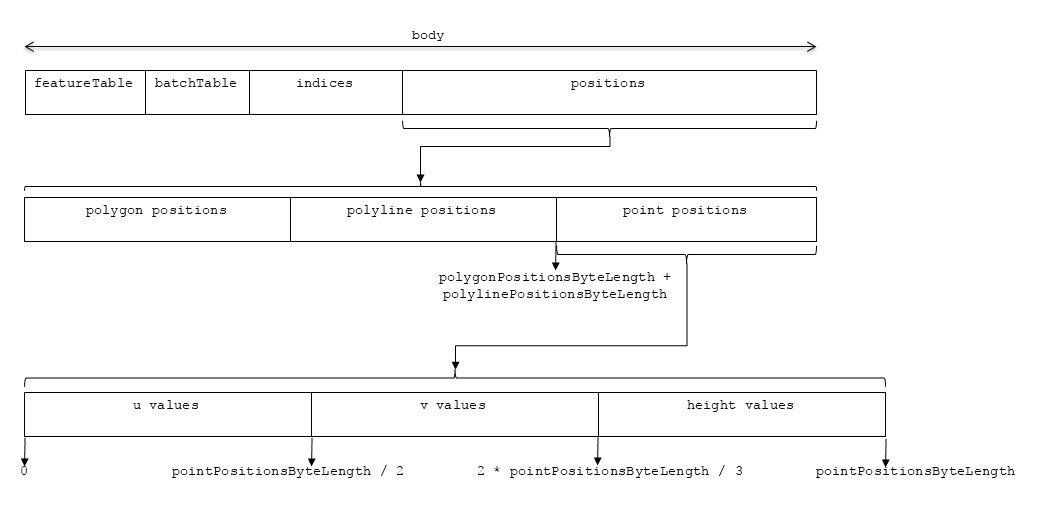 body
featureTable batchTable indices positions
polygon positions polyline positions point positions
polygonPositionsByteLength +
polylinePositionsByteLength
u values v values height values
0 pointPositionsByteLength / 2 2 * pointPositionsByteLength / 3 pointPositionsByteLength